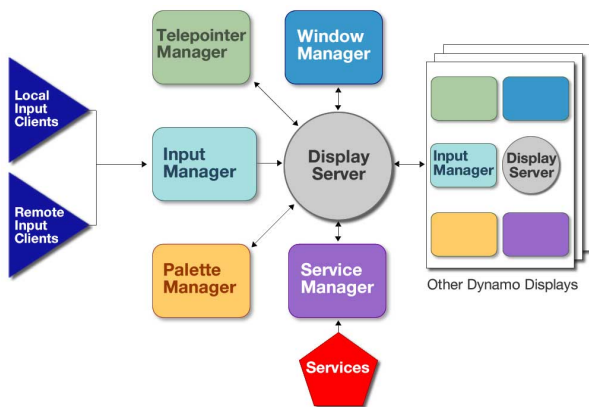 Telepointer
Manager
Window
Manager
Local
Input
Clients
Input
Manager
Display
Server
Input
Manager
Display
Server
Remote
Input
Clients
Palette
Manager
Service
Manager
Other Dynamo Displays
Services